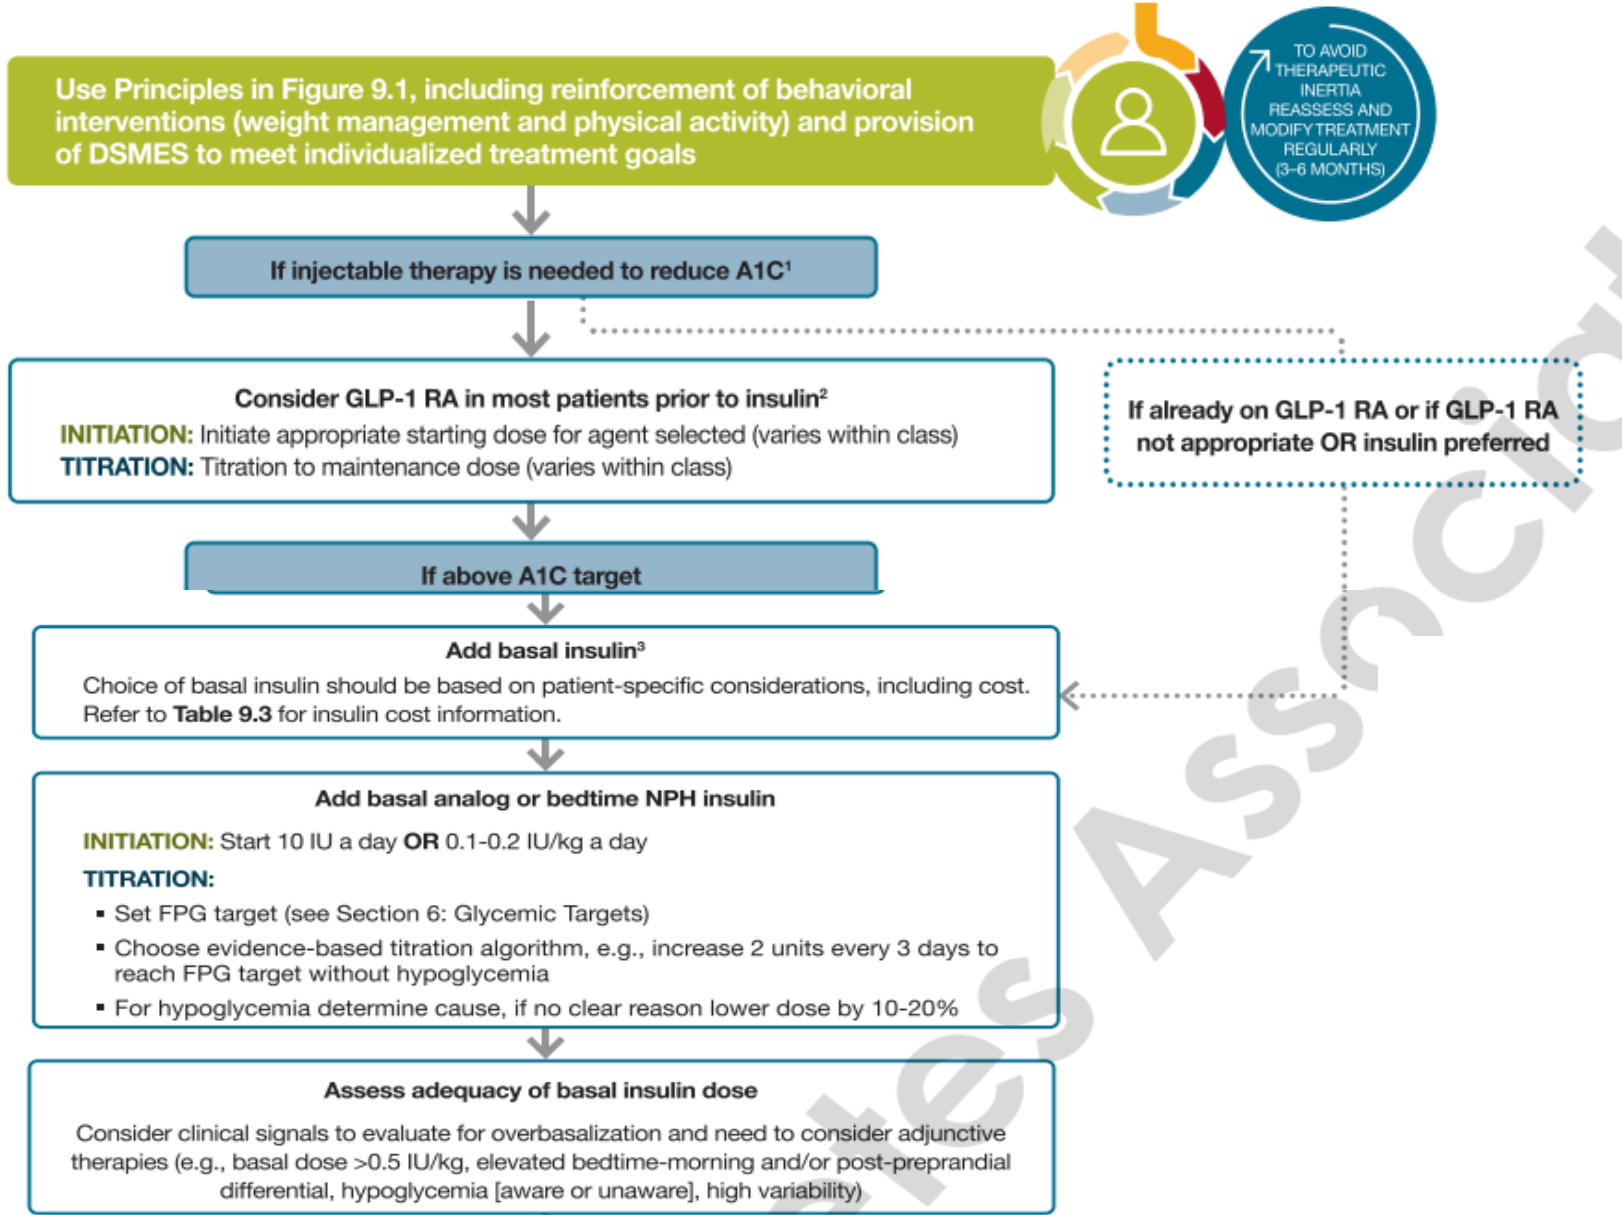 Use Principles in Figure 9.1, including reinforcement of behavioral
interventions (weight management and physical activity) and provision
of DSMES to meet individualized treatment goals
TO AVOID
THERAPEUTIC
INERTIA
REASSESS AND
MODIFY TREATMENT
REGULARLY
(3–6 MONTHS)
If injectable therapy is needed to reduce A1C¹
Consider GLP-1 RA in most patients prior to insulin²
INITIATION: Initiate appropriate starting dose for agent selected (varies within class)
TITRATION: Titration to maintenance dose (varies within class)
If already on GLP-1 RA or if GLP-1 RA
not appropriate OR insulin preferred
If above A1C target
Add basal insulin³
Choice of basal insulin should be based on patient-specific considerations, including cost.
Refer to Table 9.3 for insulin cost information.
Add basal analog or bedtime NPH insulin
INITIATION: Start 10 IU a day OR 0.1-0.2 IU/kg a day
TITRATION:
▪ Set FPG target (see Section 6: Glycemic Targets)
▪ Choose evidence-based titration algorithm, e.g., increase 2 units every 3 days to
reach FPG target without hypoglycemia
▪ For hypoglycemia determine cause, if no clear reason lower dose by 10-20%
Assess adequacy of basal insulin dose
Consider clinical signals to evaluate for overbasalization and need to consider adjunctive
therapies (e.g., basal dose >0.5 IU/kg, elevated bedtime-morning and/or post-preprandial
differential, hypoglycemia [aware or unaware], high variability)